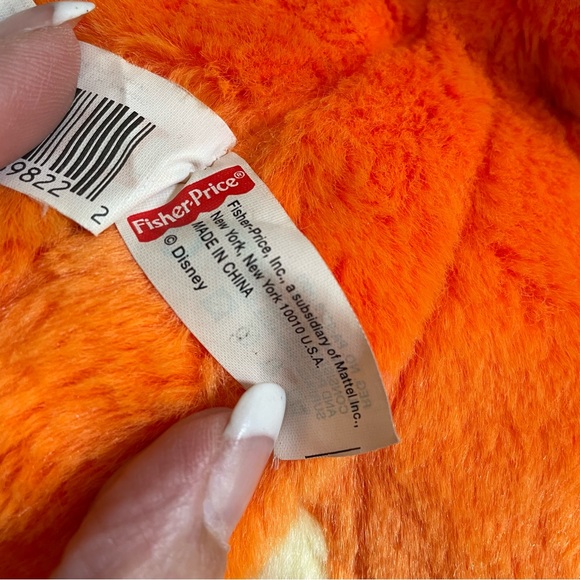 9822 2
Fisher-Price®
Fisher-Price, Inc., a subsidiary of Mattel Inc.,
New York, New York 10010 U.S.A.
MADE IN CHINA
© Disney